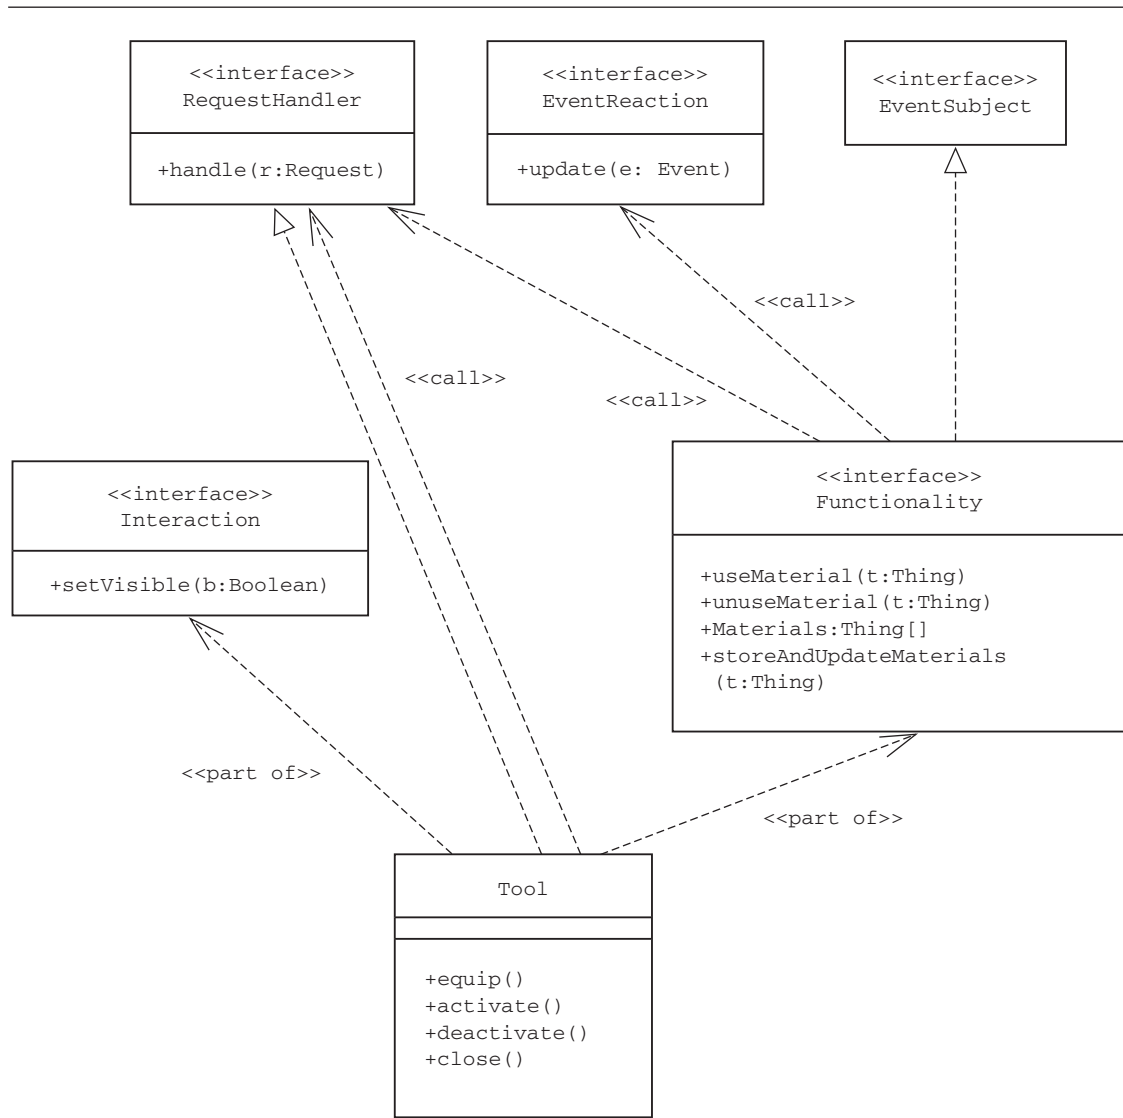 <<interface>>
RequestHandler
+handle(r:Request)
<<interface>>
EventReaction
+update(e: Event)
<<interface>>
EventSubject
<<call>>
<<call>>
<<call>>
<<interface>>
Interaction
+setVisible(b:Boolean)
<<interface>>
Functionality
+useMaterial(t:Thing)
+unuseMaterial(t:Thing)
+Materials:Thing[]
+storeAndUpdateMaterials
(t:Thing)
<<part of>>
<<part of>>
Tool
+equip()
+activate()
+deactivate()
+close()